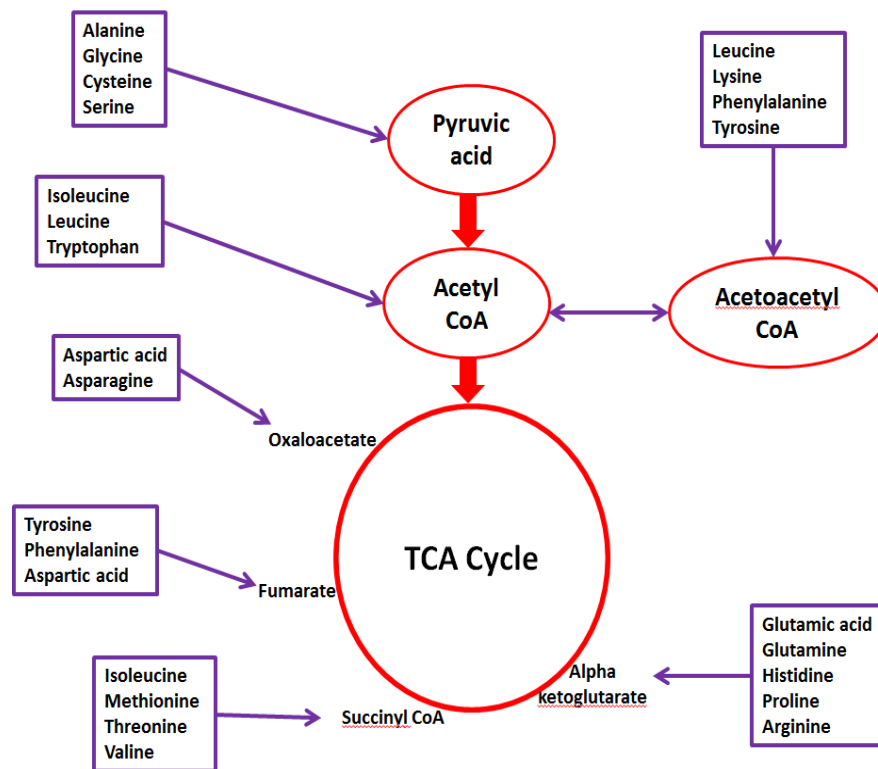 Alanine
Glycine
Cysteine
Serine
Leucine
Lysine
Phenylalanine
Tyrosine
Pyruvic
acid
Isoleucine
Leucine
Tryptophan
Acetyl
CoA
Acetoacetyl
CoA
Aspartic acid
Asparagine
Oxaloacetate
TCA Cycle
Tyrosine
Phenylalanine
Aspartic acid
Fumarate
Glutamic acid
Glutamine
Histidine
Proline
Arginine
Alpha
ketoglutarate
Isoleucine
Methionine
Threonine
Valine
Succinyl CoA